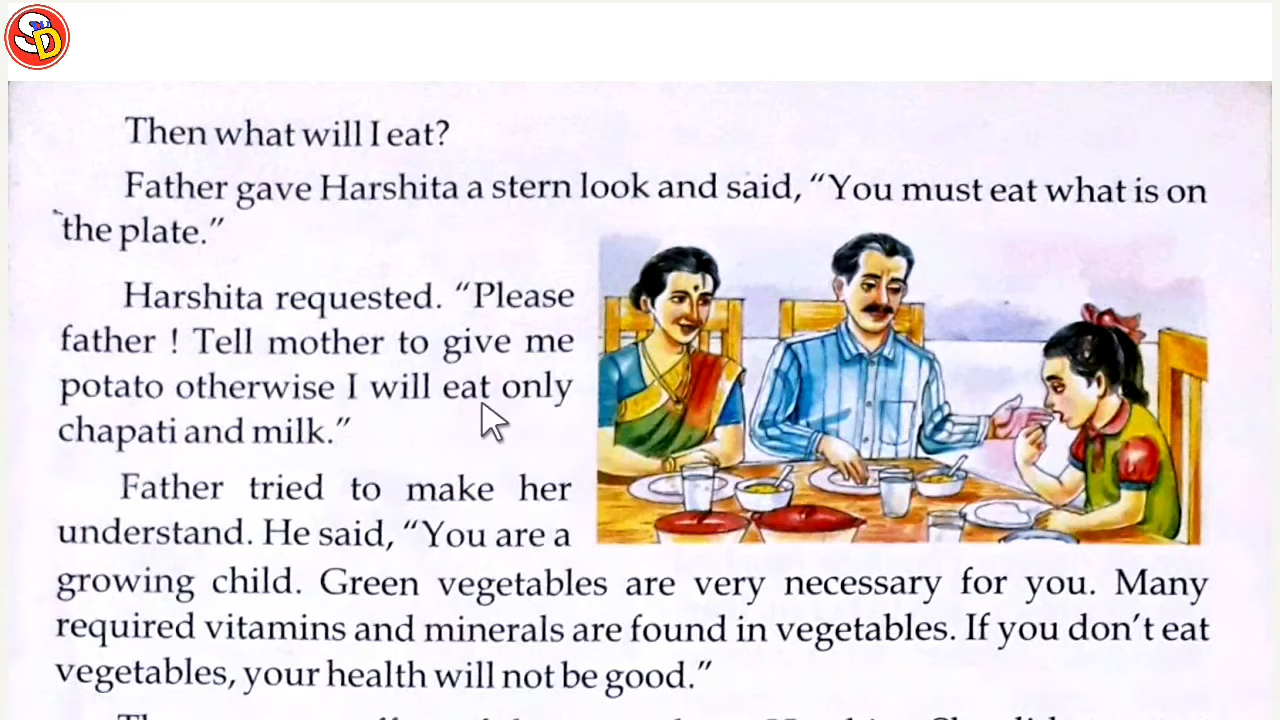 SD
Then what will I eat?
Father gave Harshita a stern look and said, “You must eat what is on
the plate.”
Harshita requested. “Please
father ! Tell mother to give me
potato otherwise I will eat only
chapati and milk.”
Father tried to make her
understand. He said, “You are a
growing child. Green vegetables are very necessary for you. Many
required vitamins and minerals are found in vegetables. If you don't eat
vegetables, your health will not be good.”